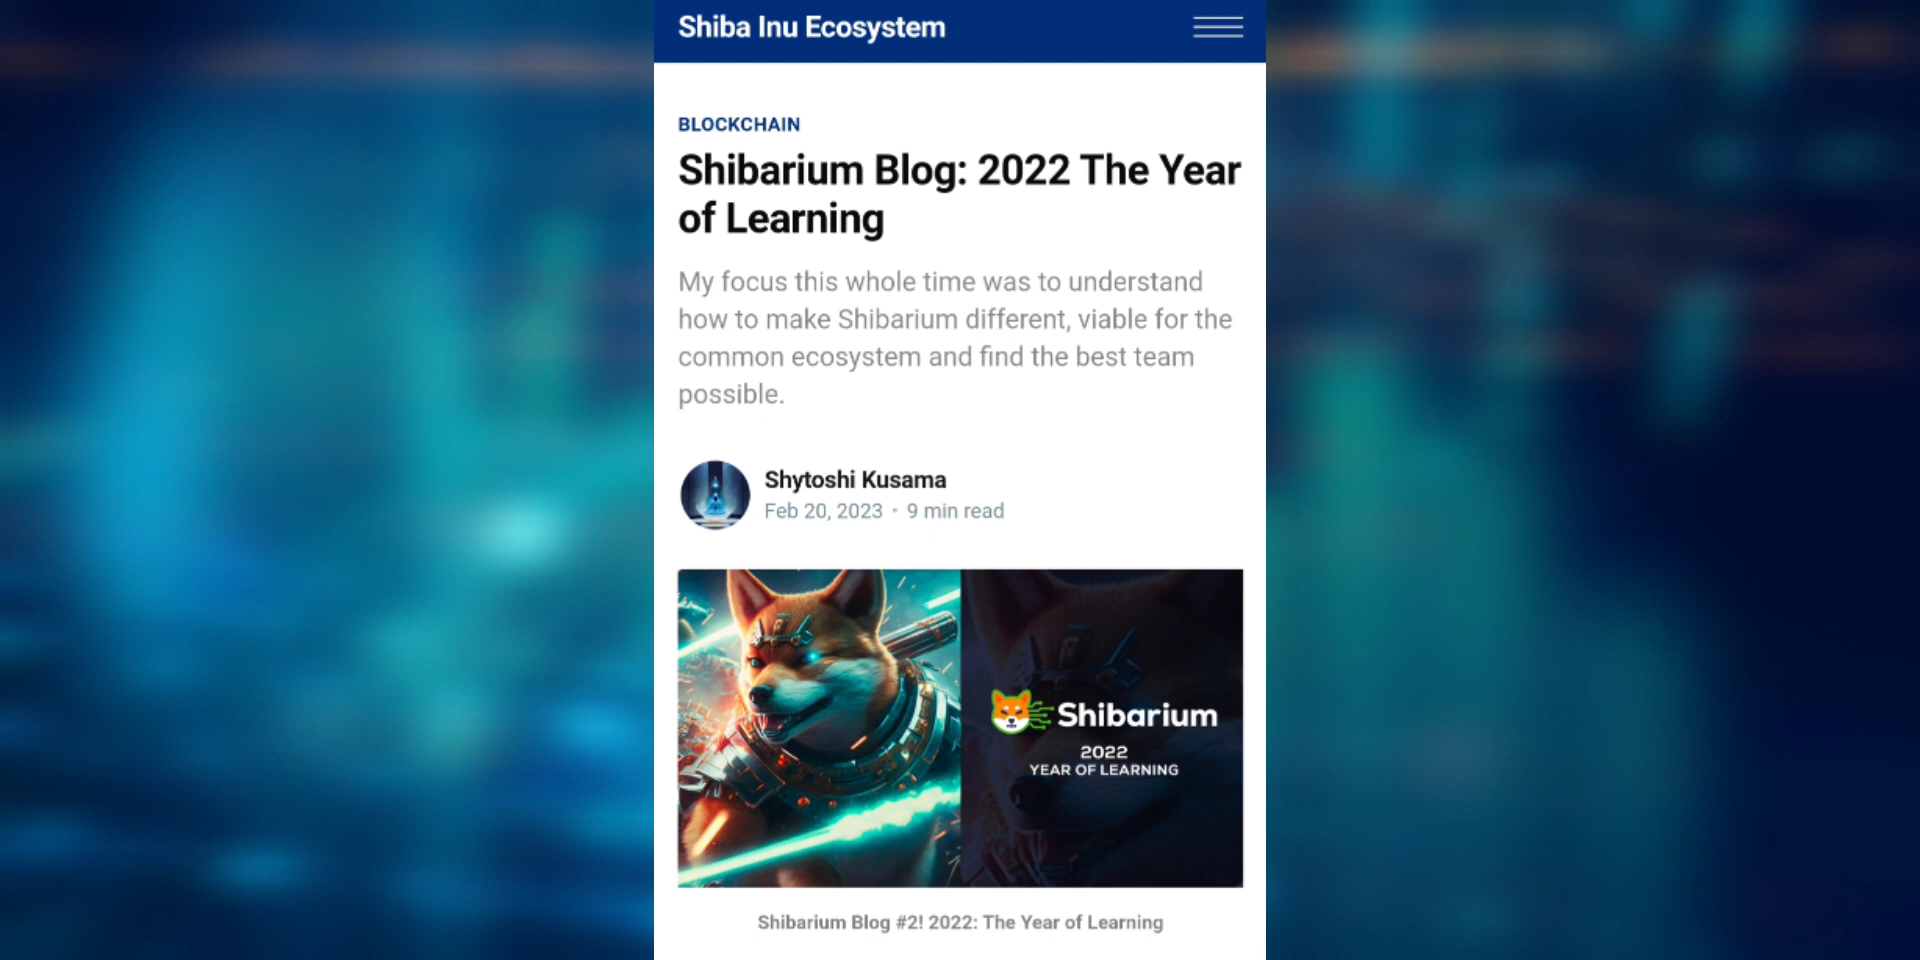 Shiba Inu Ecosystem
BLOCKCHAIN
Shibarium Blog: 2022 The Year
of Learning
My focus this whole time was to understand
how to make Shibarium different, viable for the
common ecosystem and find the best team
possible.
Shytoshi Kusama
Feb 20, 2023 • 9 min read
Shibarium
2022
YEAR OF LEARNING
Shibarium Blog #2! 2022: The Year of Learning